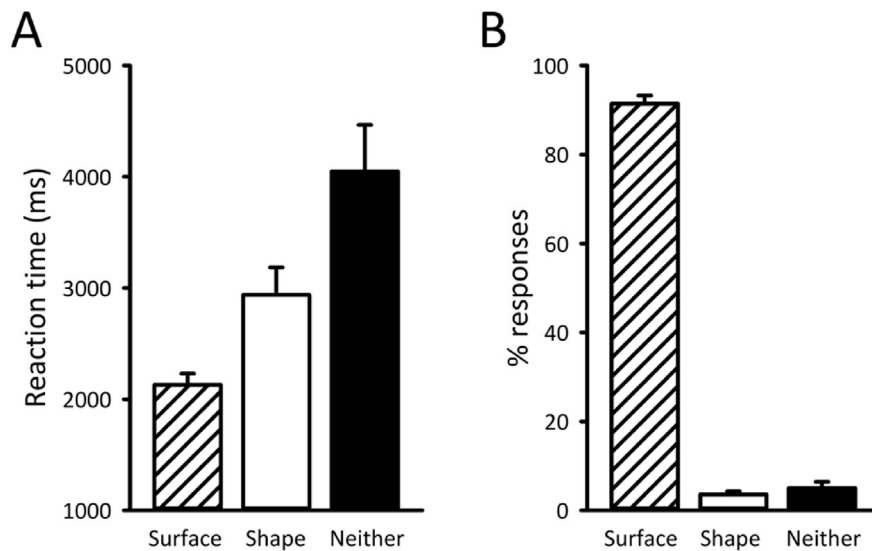 A
Reaction time (ms)
5000
4000
3000
2000
1000
Surface
Shape
Neither
B
% responses
100
80
60
40
20
0
Surface
Shape
Neither